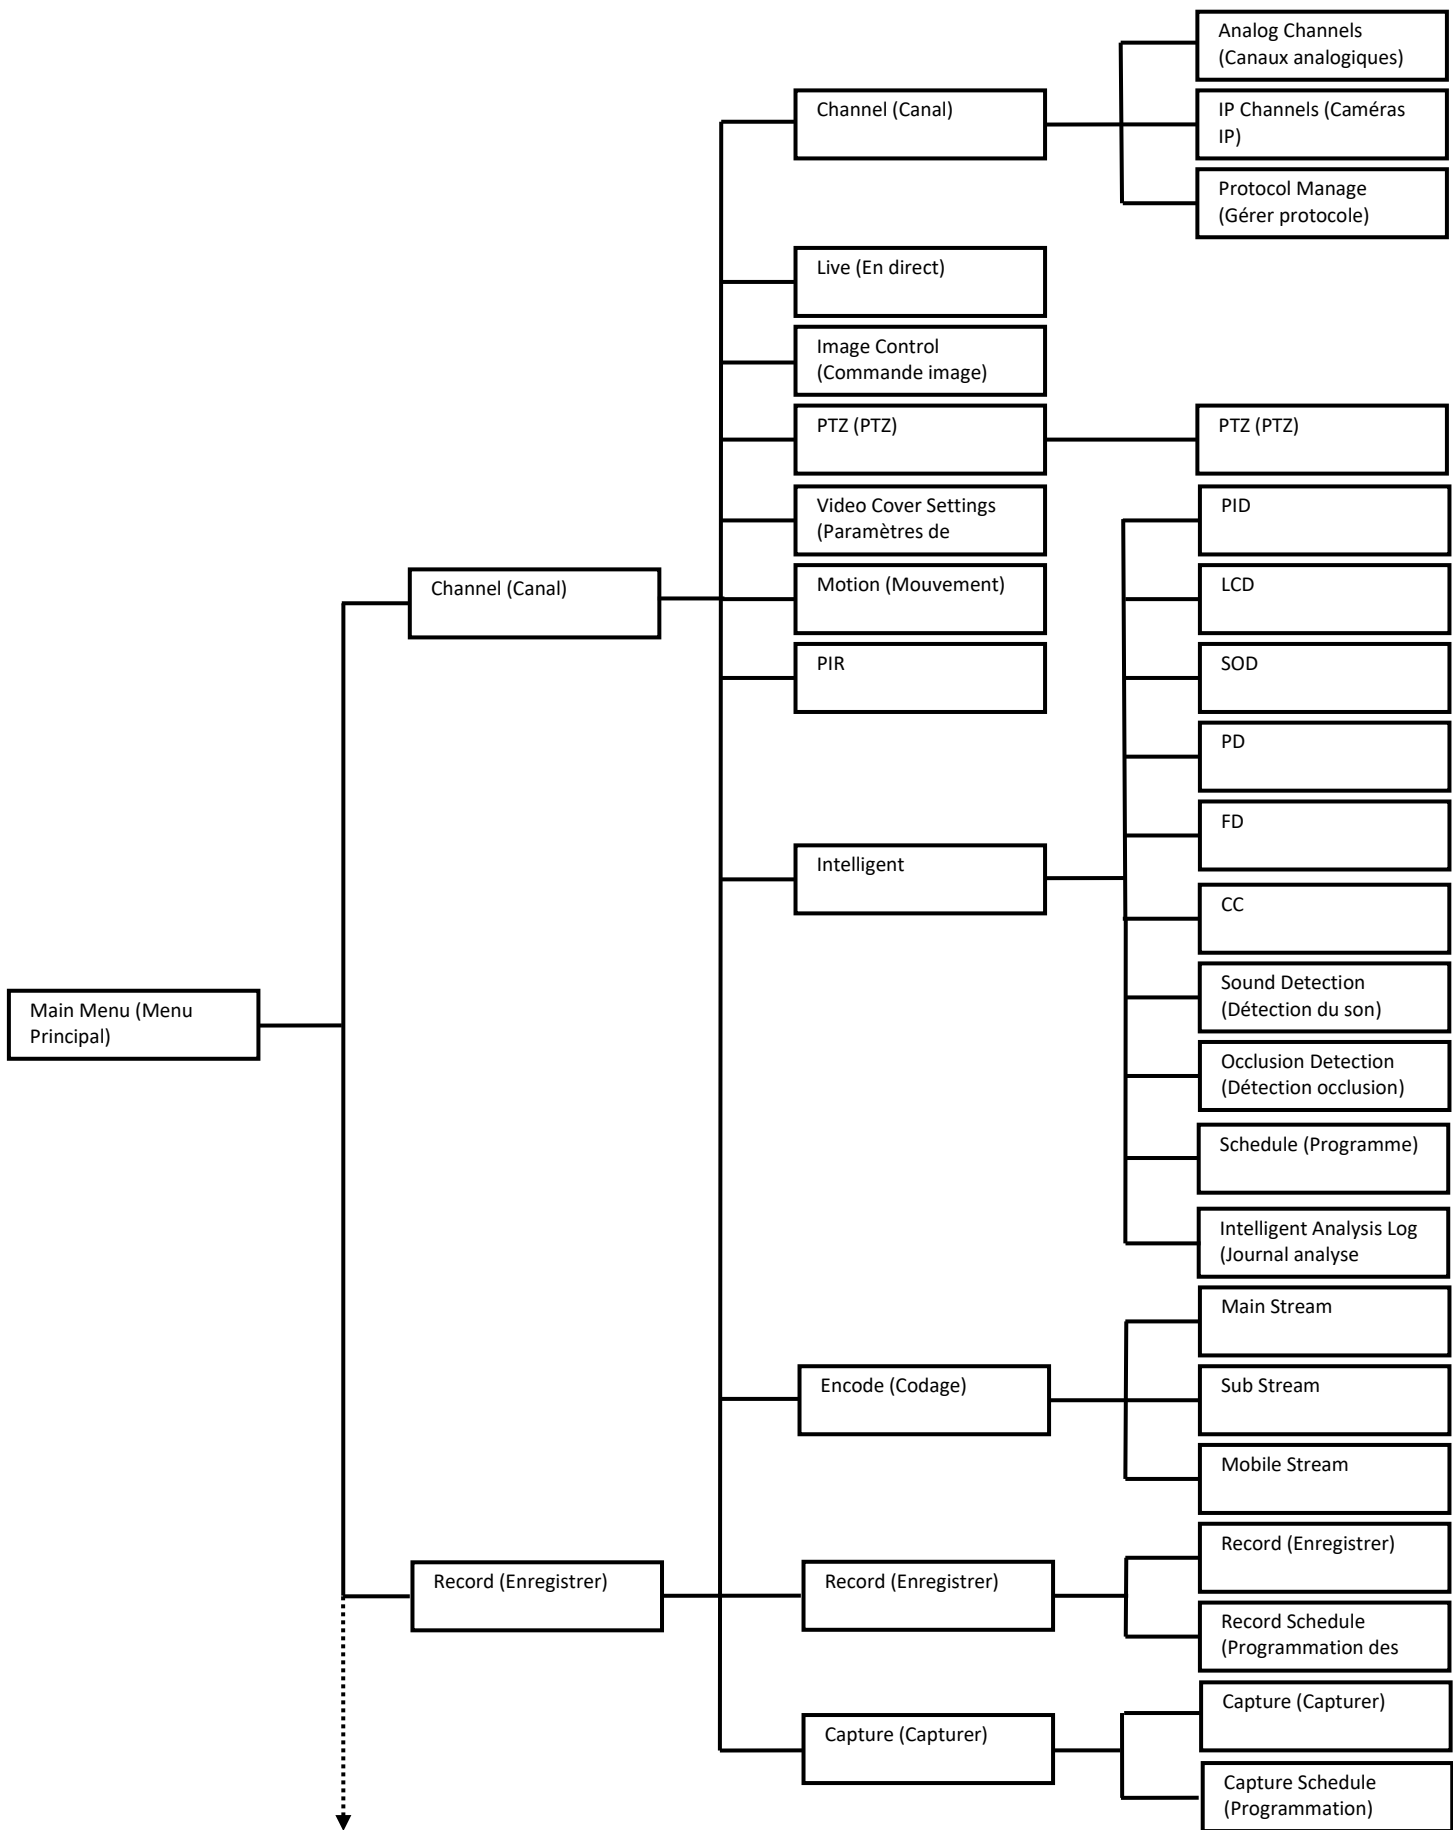 Analog Channels
(Canaux analogiques)
Channel (Canal)
IP Channels (Caméras
IP)
Protocol Manage
(Gérer protocole)
Live (En direct)
Image Control
(Commande image)
PTZ (PTZ)
PTZ (PTZ)
Video Cover Settings
(Paramètres de
PID
Channel (Canal)
Motion (Mouvement)
LCD
PIR
SOD
PD
FD
Intelligent
CC
Sound Detection
(Détection du son)
Main Menu (Menu
Principal)
Occlusion Detection
(Détection occlusion)
Schedule (Programme)
Intelligent Analysis Log
(Journal analyse
Main Stream
Encode (Codage)
Sub Stream
Mobile Stream
Record (Enregistrer)
Record (Enregistrer)
Record (Enregistrer)
Record Schedule
(Programmation des
Capture (Capturer)
Capture (Capturer)
Capture Schedule
(Programmation)